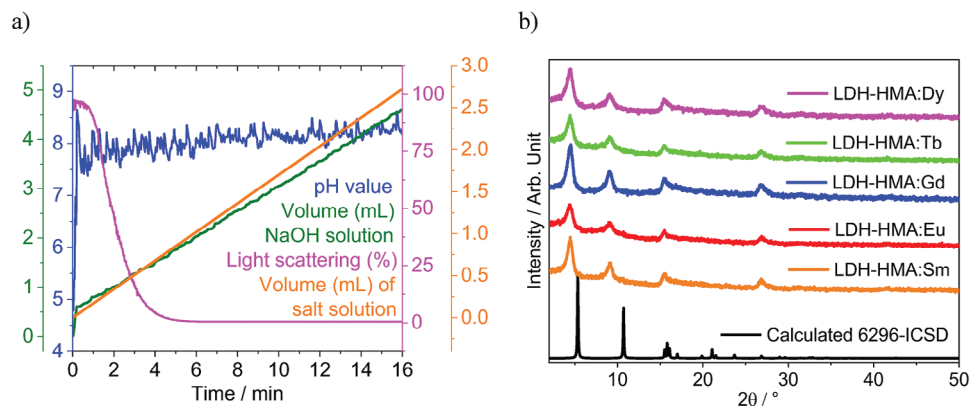 a)
b)
5
4
3
2
1
0
9
8
7
6
5
4
pH value
Volume (mL)
NaOH solution
Light scattering (%)
Volume (mL) of
salt solution
100
75
50
25
0
3.0
2.5
2.0
1.5
1.0
0.5
0.0
0 2 4 6 8 10 12 14 16
Time / min
Intensity / Arb. Unit
LDH-HMA:Dy
LDH-HMA:Tb
LDH-HMA:Gd
LDH-HMA:Eu
LDH-HMA:Sm
Calculated 6296-ICSD
10 20 30 40 50
2θ / °